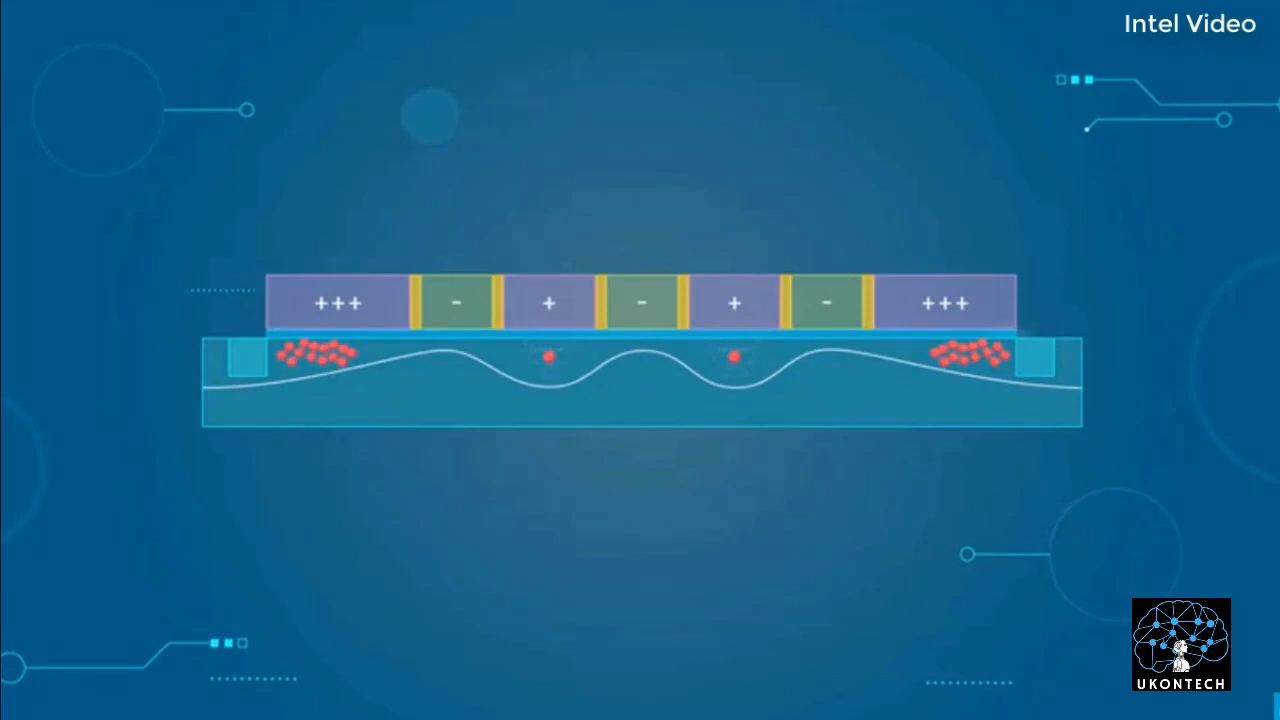 Intel Video
+++ - + - + - +++
UKONTECH